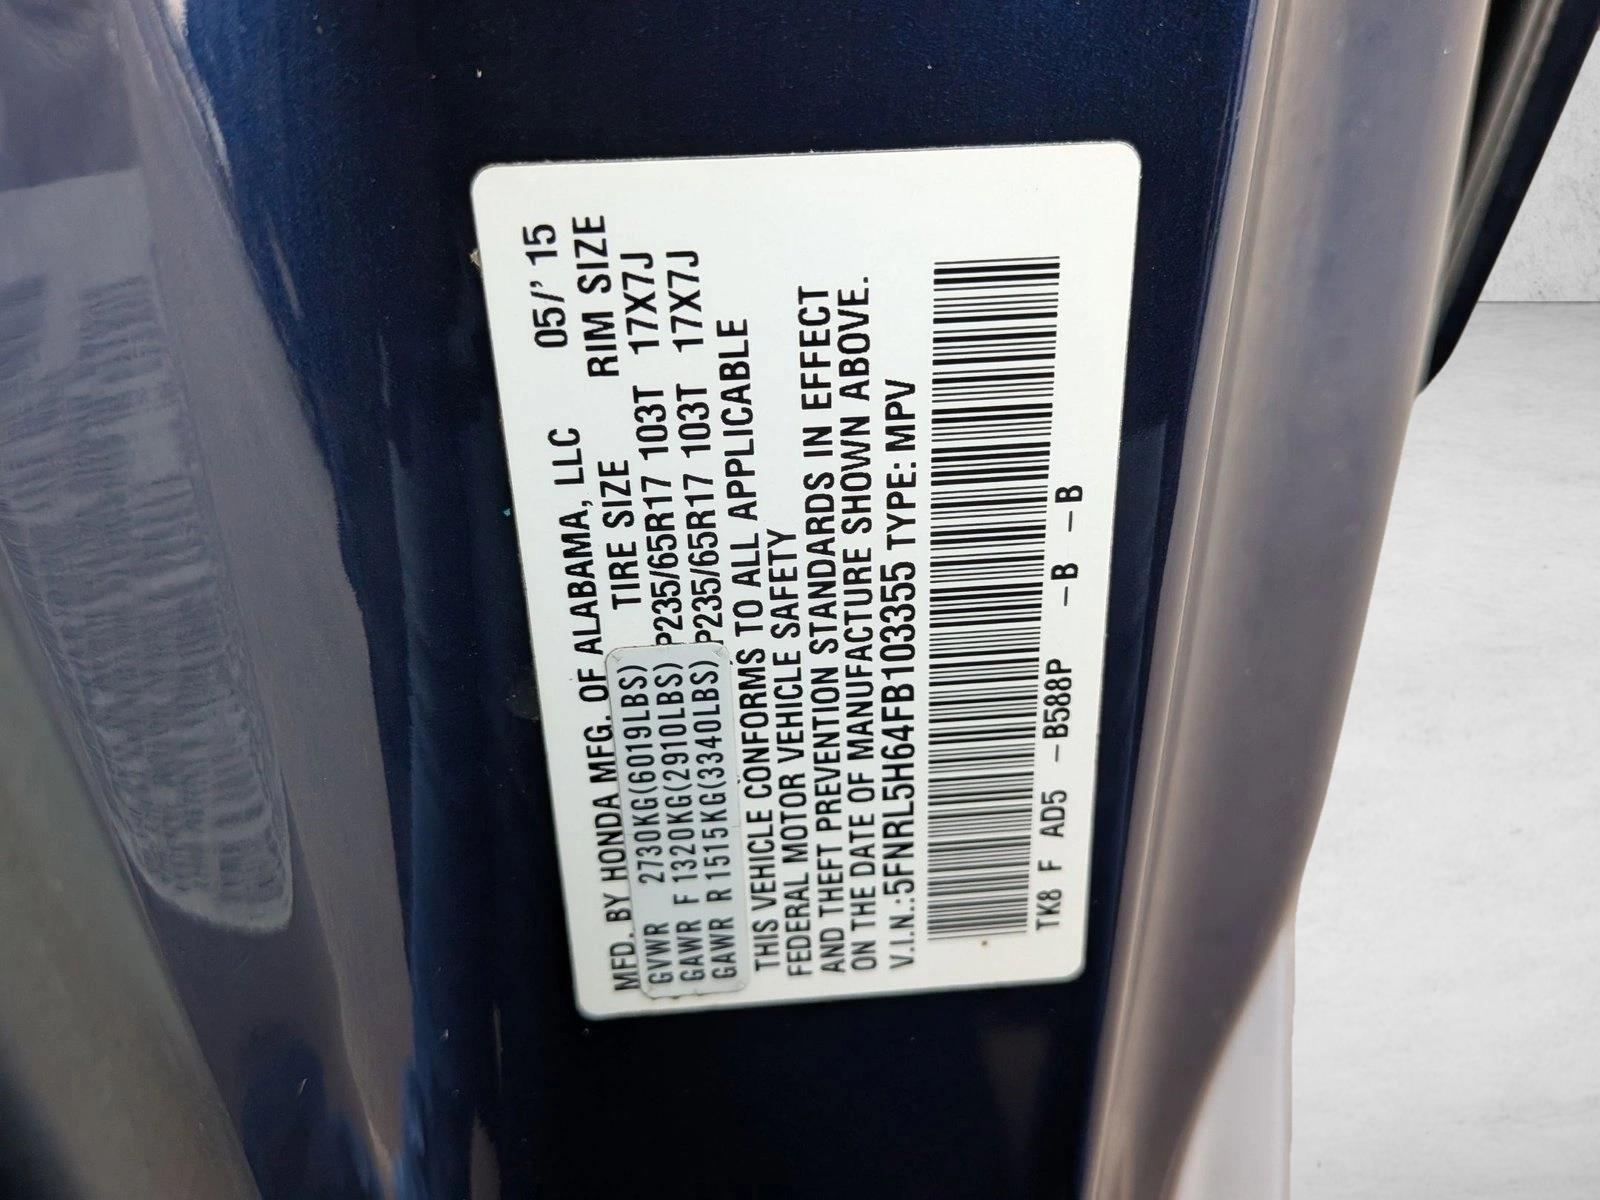 MFD. BY HONDA MFG. OF ALABAMA, LLC 05/' 15
TIRE SIZE RIM SIZE
GVWR 2730KG(6019LBS)
GAWR F 1320KG(2910LBS) P235/65R17 103T 17X7J
GAWR R 1515KG(3340LBS) P235/65R17 103T 17X7J
THIS VEHICLE CONFORMS TO ALL APPLICABLE
FEDERAL MOTOR VEHICLE SAFETY
AND THEFT PREVENTION STANDARDS IN EFFECT
ON THE DATE OF MANUFACTURE SHOWN ABOVE.
V.I.N.:5FNRL5H64FB103355 TYPE: MPV
TK8 F AD5 -B588P -B -B